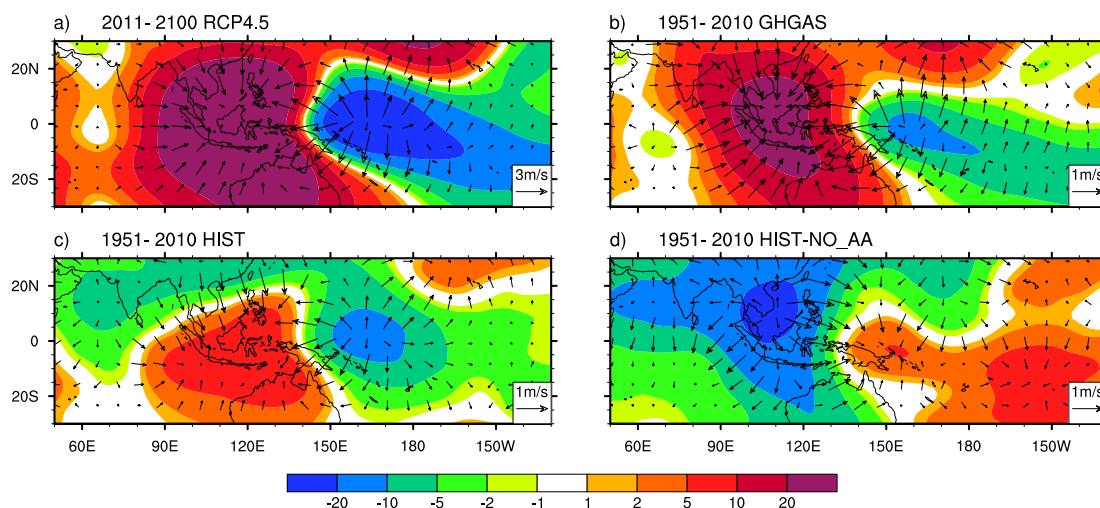 a) 2011- 2100 RCP4.5
b) 1951- 2010 GHGAS
20N
0
20S
3m/s
1m/s
c) 1951- 2010 HIST
d) 1951- 2010 HIST-NO_AA
20N
0
20S
1m/s
1m/s
60E 90E 120E 150E 180 150W
60E 90E 120E 150E 180 150W
-20 -10 -5 -2 -1 1 2 5 10 20